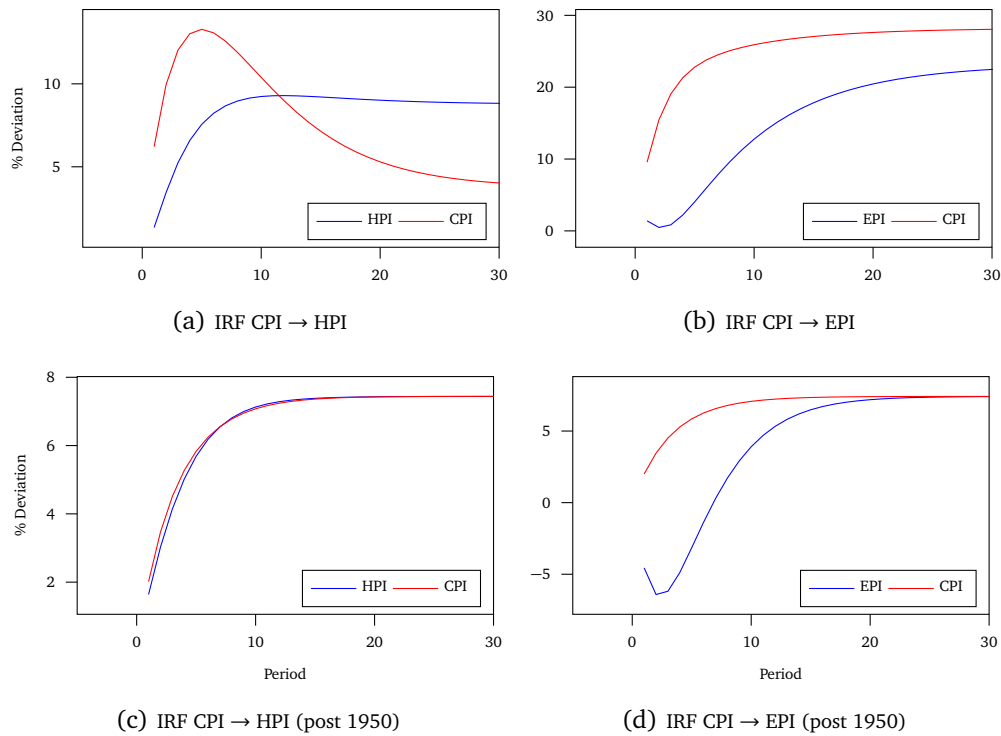 % Deviation
10
5
0
10
20
30
HPI
CPI
(a) IRF CPI → HPI
30
20
10
0
0
10
20
30
EPI
CPI
(b) IRF CPI → EPI
% Deviation
8
6
4
2
0
10
20
30
HPI
CPI
Period
(c) IRF CPI → HPI (post 1950)
5
0
−5
0
10
20
30
EPI
CPI
Period
(d) IRF CPI → EPI (post 1950)